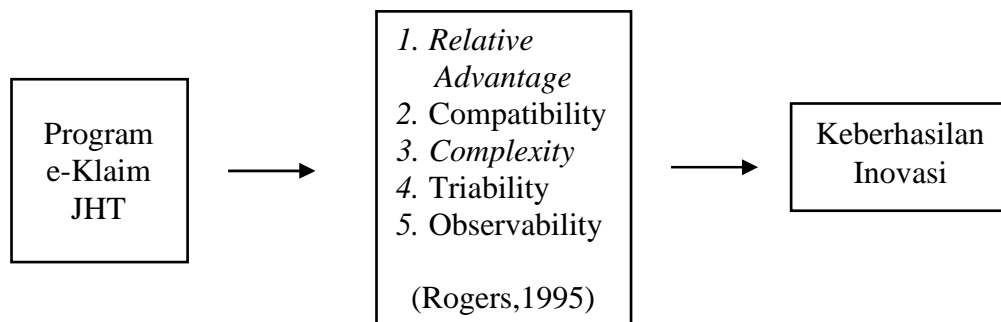 Program
e-Klaim
JHT
1. Relative
Advantage
2. Compatibility
3. Complexity
4. Triability
5. Observability
(Rogers,1995)
Keberhasilan
Inovasi